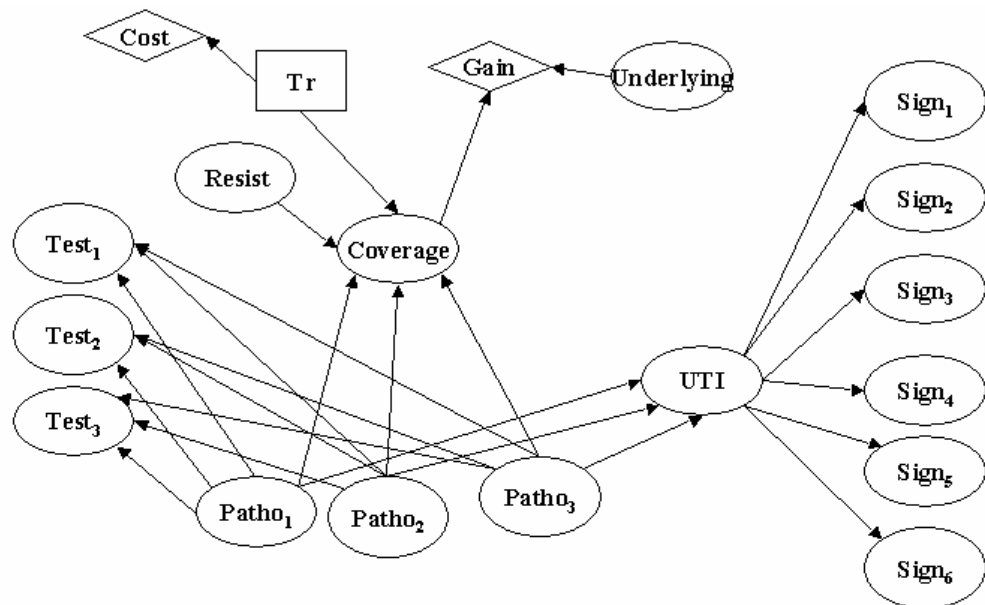 Cost
Tr
Gain
Underlying
Sign₁
Resist
Sign₂
Test₁
Coverage
Sign₃
Test₂
UTI
Sign₄
Test₃
Sign₅
Patho₁
Patho₂
Patho₃
Sign₆